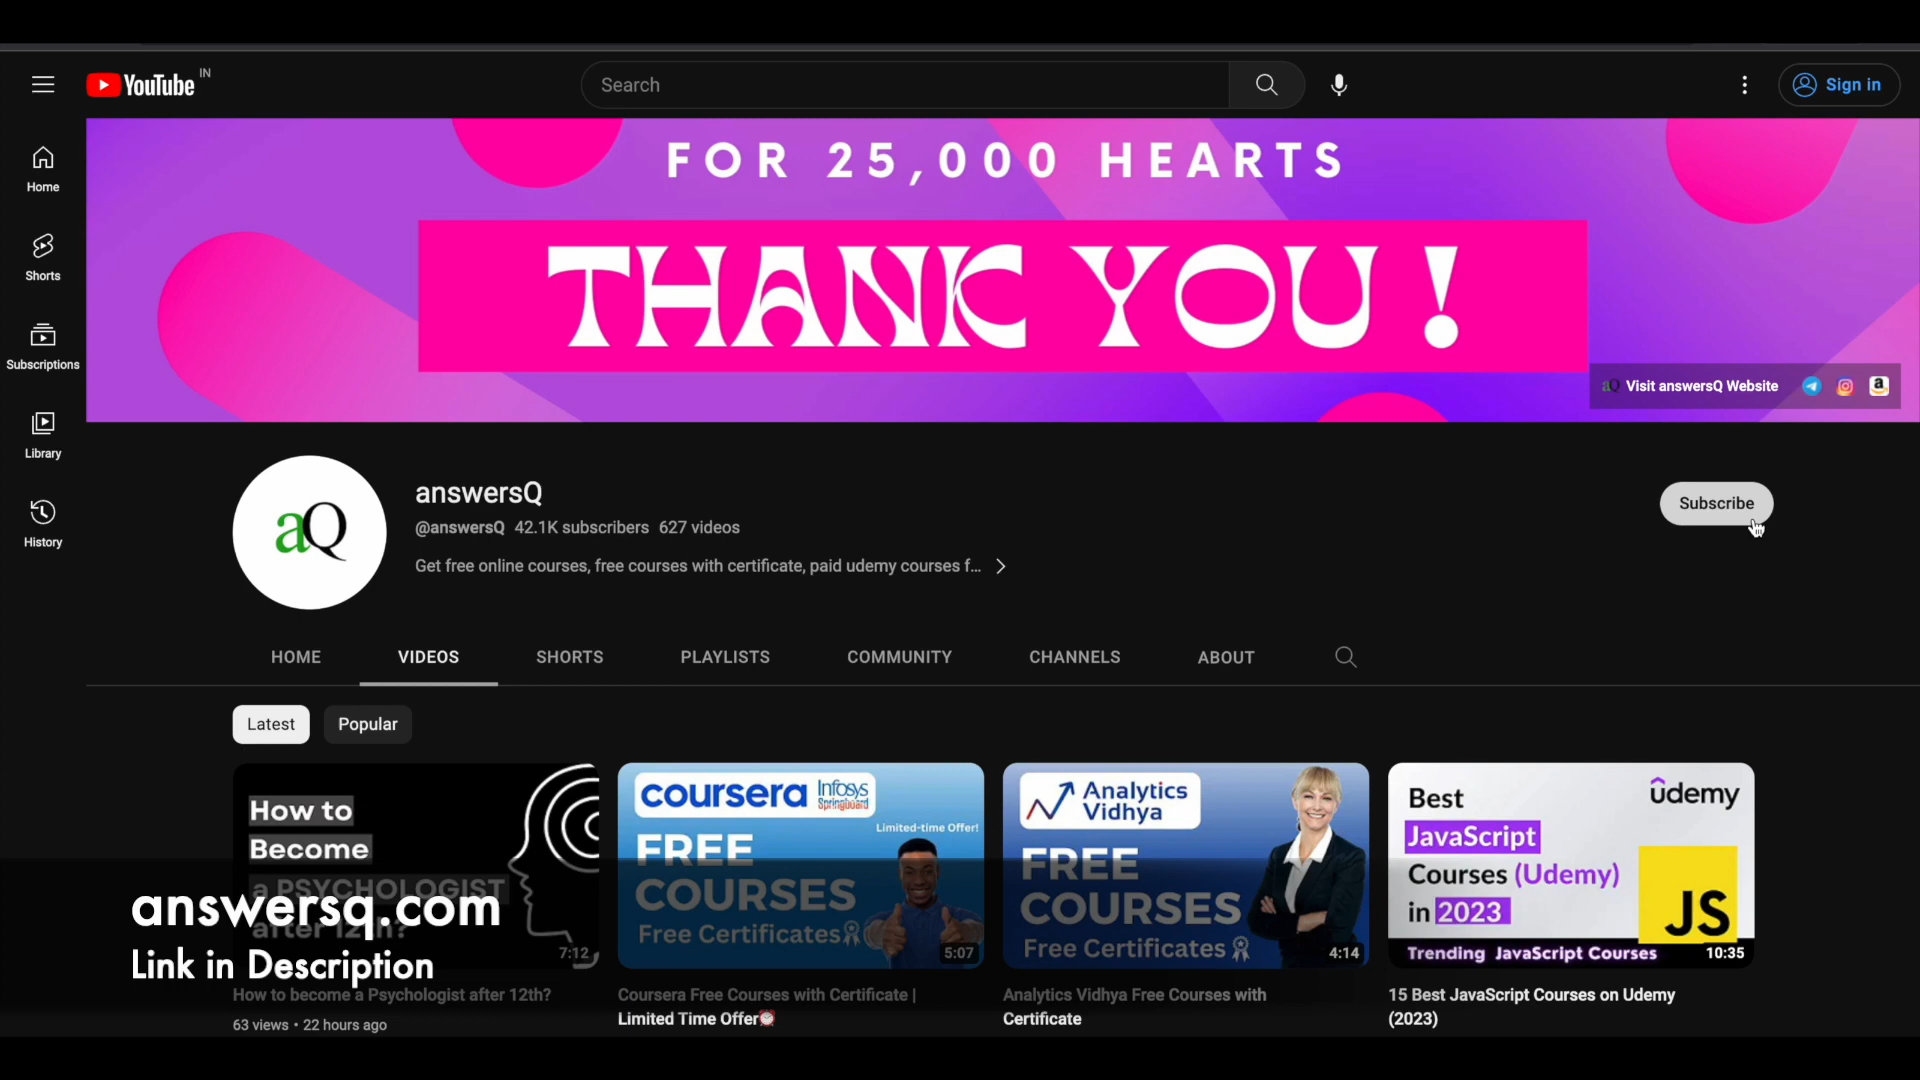 YouTube IN
Search
Sign in
Home
Shorts
Subscriptions
Library
History
FOR 25,000 HEARTS
THANK YOU!
aQ Visit answersQ Website
aQ
answersQ
@answersQ 42.1K subscribers 627 videos
Get free online courses, free courses with certificate, paid udemy courses f...
Subscribe
HOME VIDEOS SHORTS PLAYLISTS COMMUNITY CHANNELS ABOUT
Latest Popular
How to
Become
a PSYCHOLOGIST
after 12th?
7:12
coursera Infosys Springboard
Limited-time Offer!
FREE
COURSES
Free Certificates
5:07
Analytics
Vidhya
FREE
COURSES
Free Certificates
4:14
udemy
Best
JavaScript
Courses (Udemy)
in 2023
JS
Trending JavaScript Courses
10:35
answersq.com
Link in Description
How to become a Psychologist after 12th?
63 views • 22 hours ago
Coursera Free Courses with Certificate |
Limited Time Offer⏰
Analytics Vidhya Free Courses with
Certificate
15 Best JavaScript Courses on Udemy
(2023)